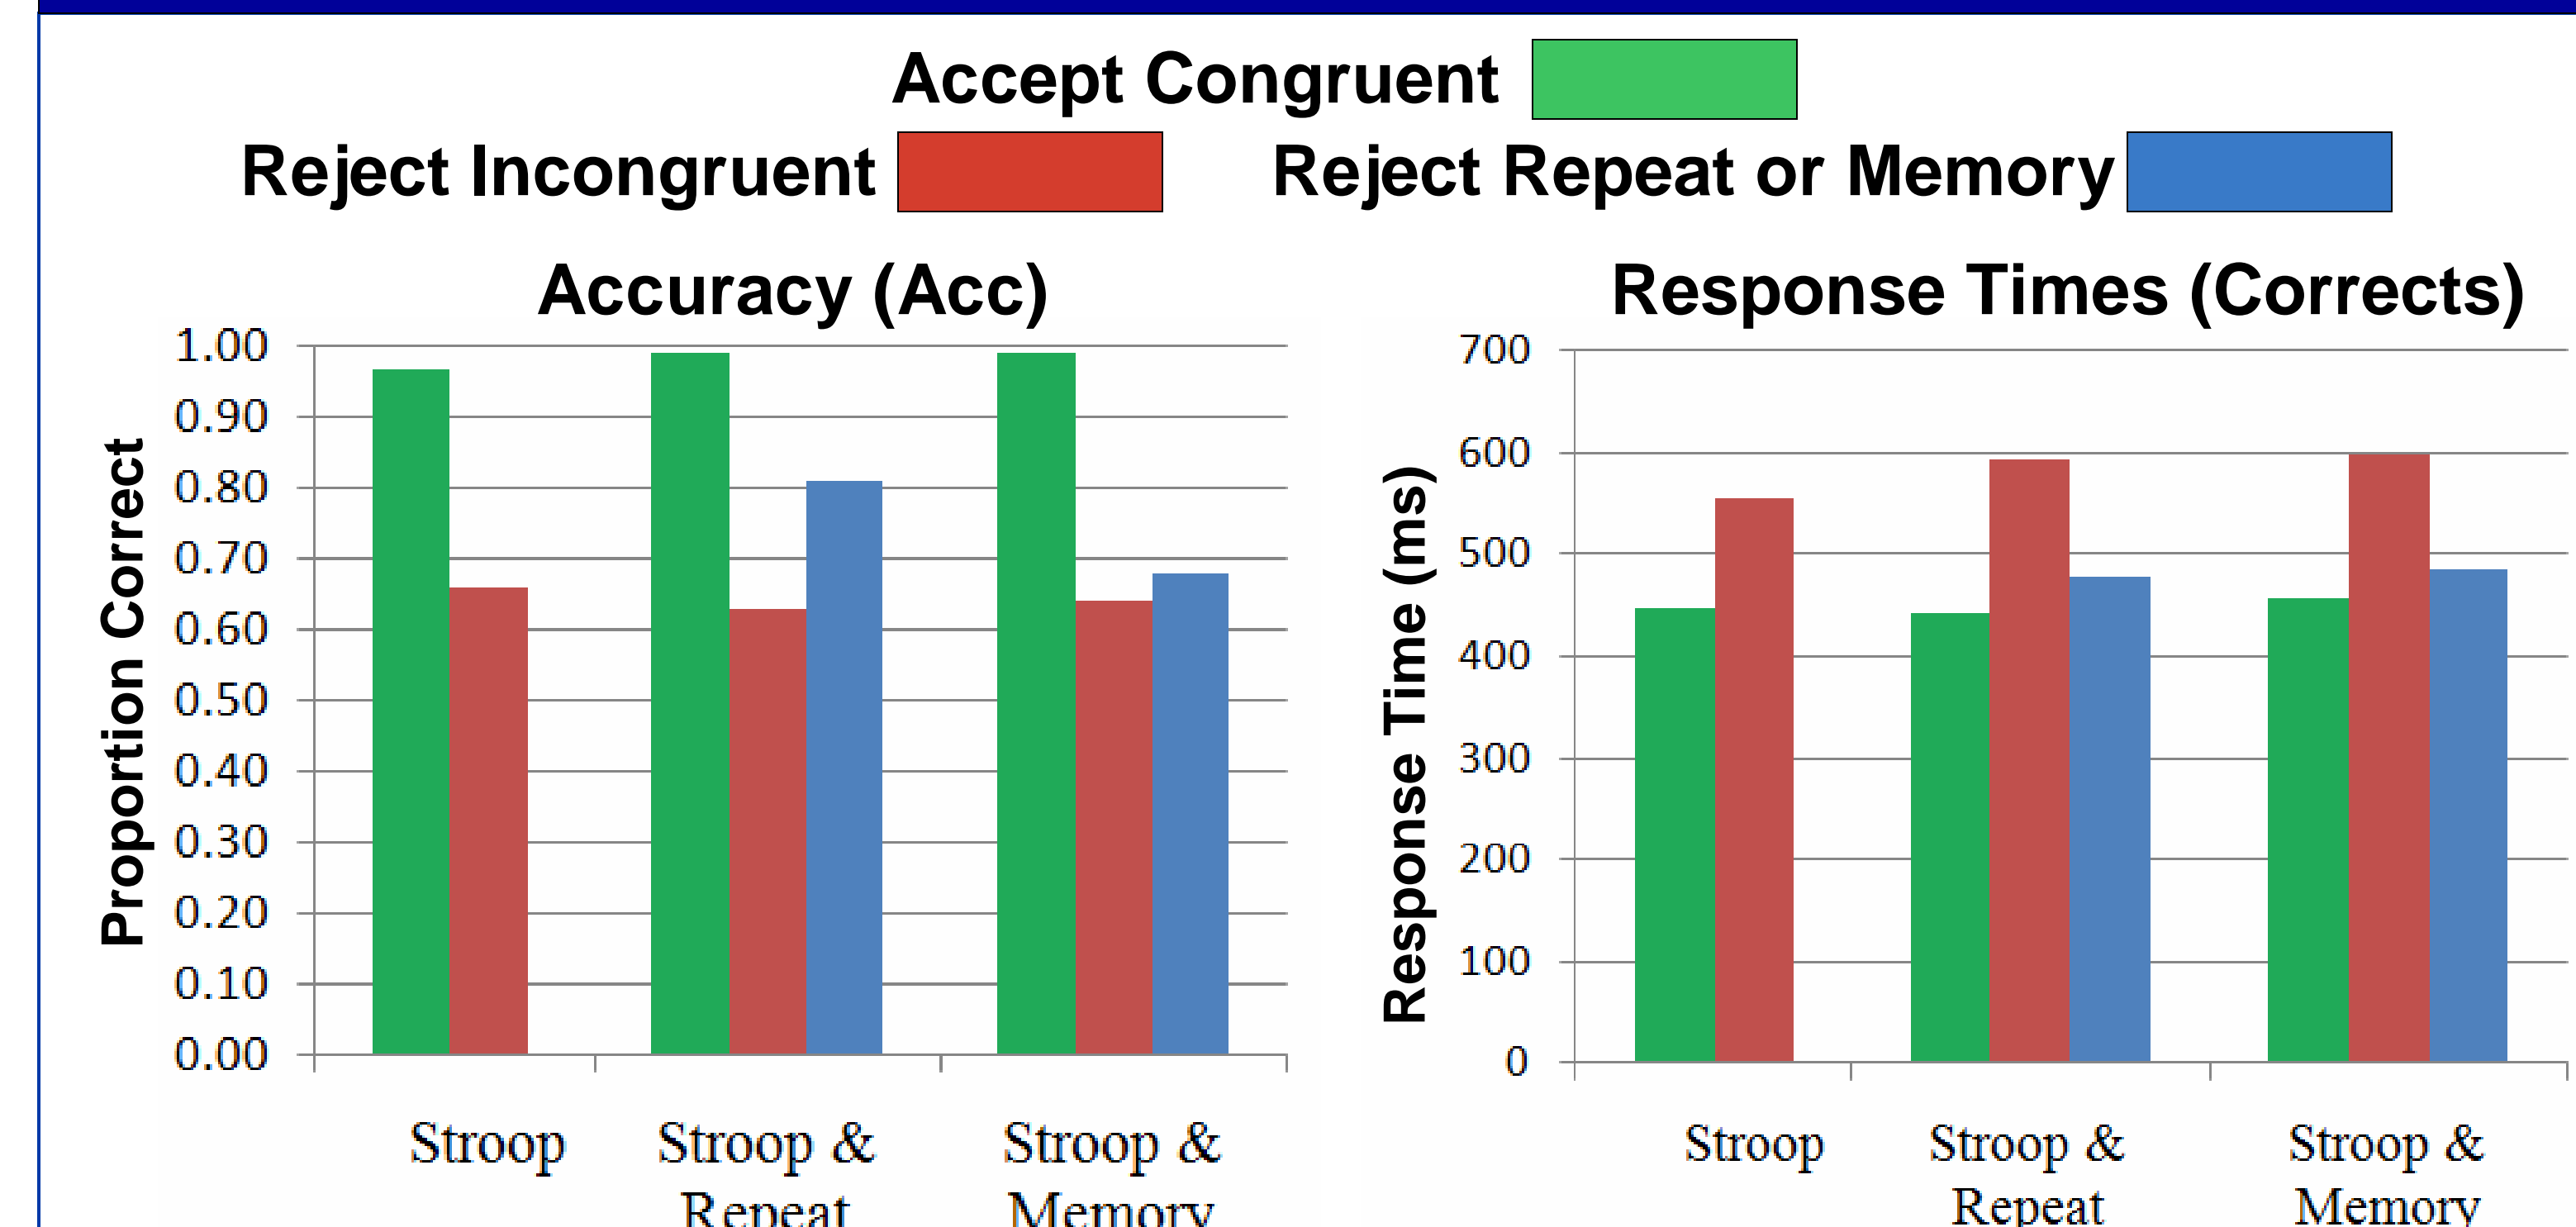 Accept Congruent
Reject Incongruent
Reject Repeat or Memory
Accuracy (Acc)
Proportion Correct
1.00
0.90
0.80
0.70
0.60
0.50
0.40
0.30
0.20
0.10
0.00
Stroop
Stroop &
Repeat
Stroop &
Memory
Response Times (Corrects)
Response Time (ms)
700
600
500
400
300
200
100
0
Stroop
Stroop &
Repeat
Stroop &
Memory